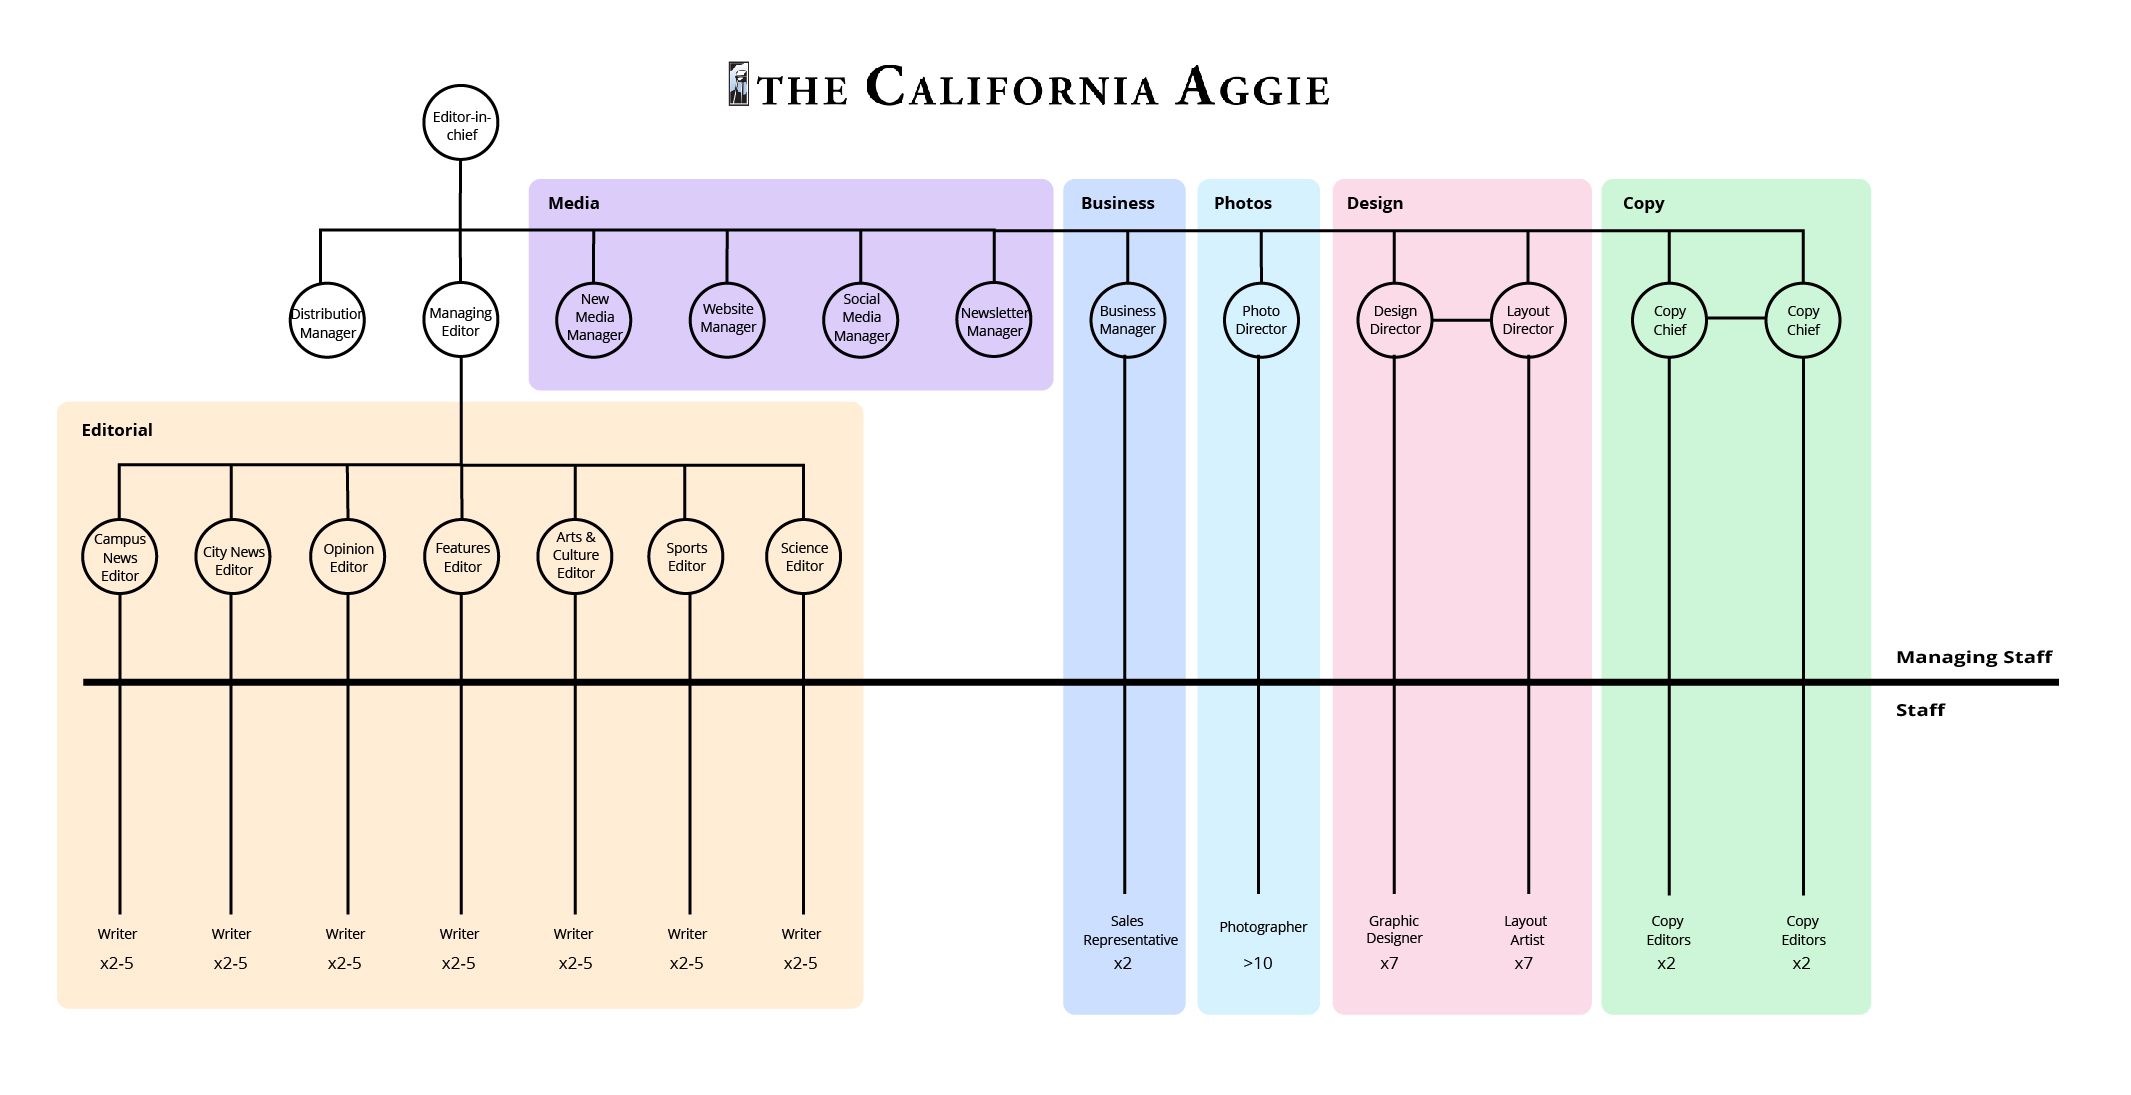 THE CALIFORNIA AGGIE
Editor-in-
chief
Media
Business
Photos
Design
Copy
Distribution
Manager
Managing
Editor
New
Media
Manager
Website
Manager
Social
Media
Manager
Newsletter
Manager
Business
Manager
Photo
Director
Design
Director
Layout
Director
Copy
Chief
Copy
Chief
Editorial
Campus
News
Editor
City News
Editor
Opinion
Editor
Features
Editor
Arts &
Culture
Editor
Sports
Editor
Science
Editor
Managing Staff
Staff
Writer
x2-5
Writer
x2-5
Writer
x2-5
Writer
x2-5
Writer
x2-5
Writer
x2-5
Writer
x2-5
Sales
Representative
x2
Photographer
>10
Graphic
Designer
x7
Layout
Artist
x7
Copy
Editors
x2
Copy
Editors
x2